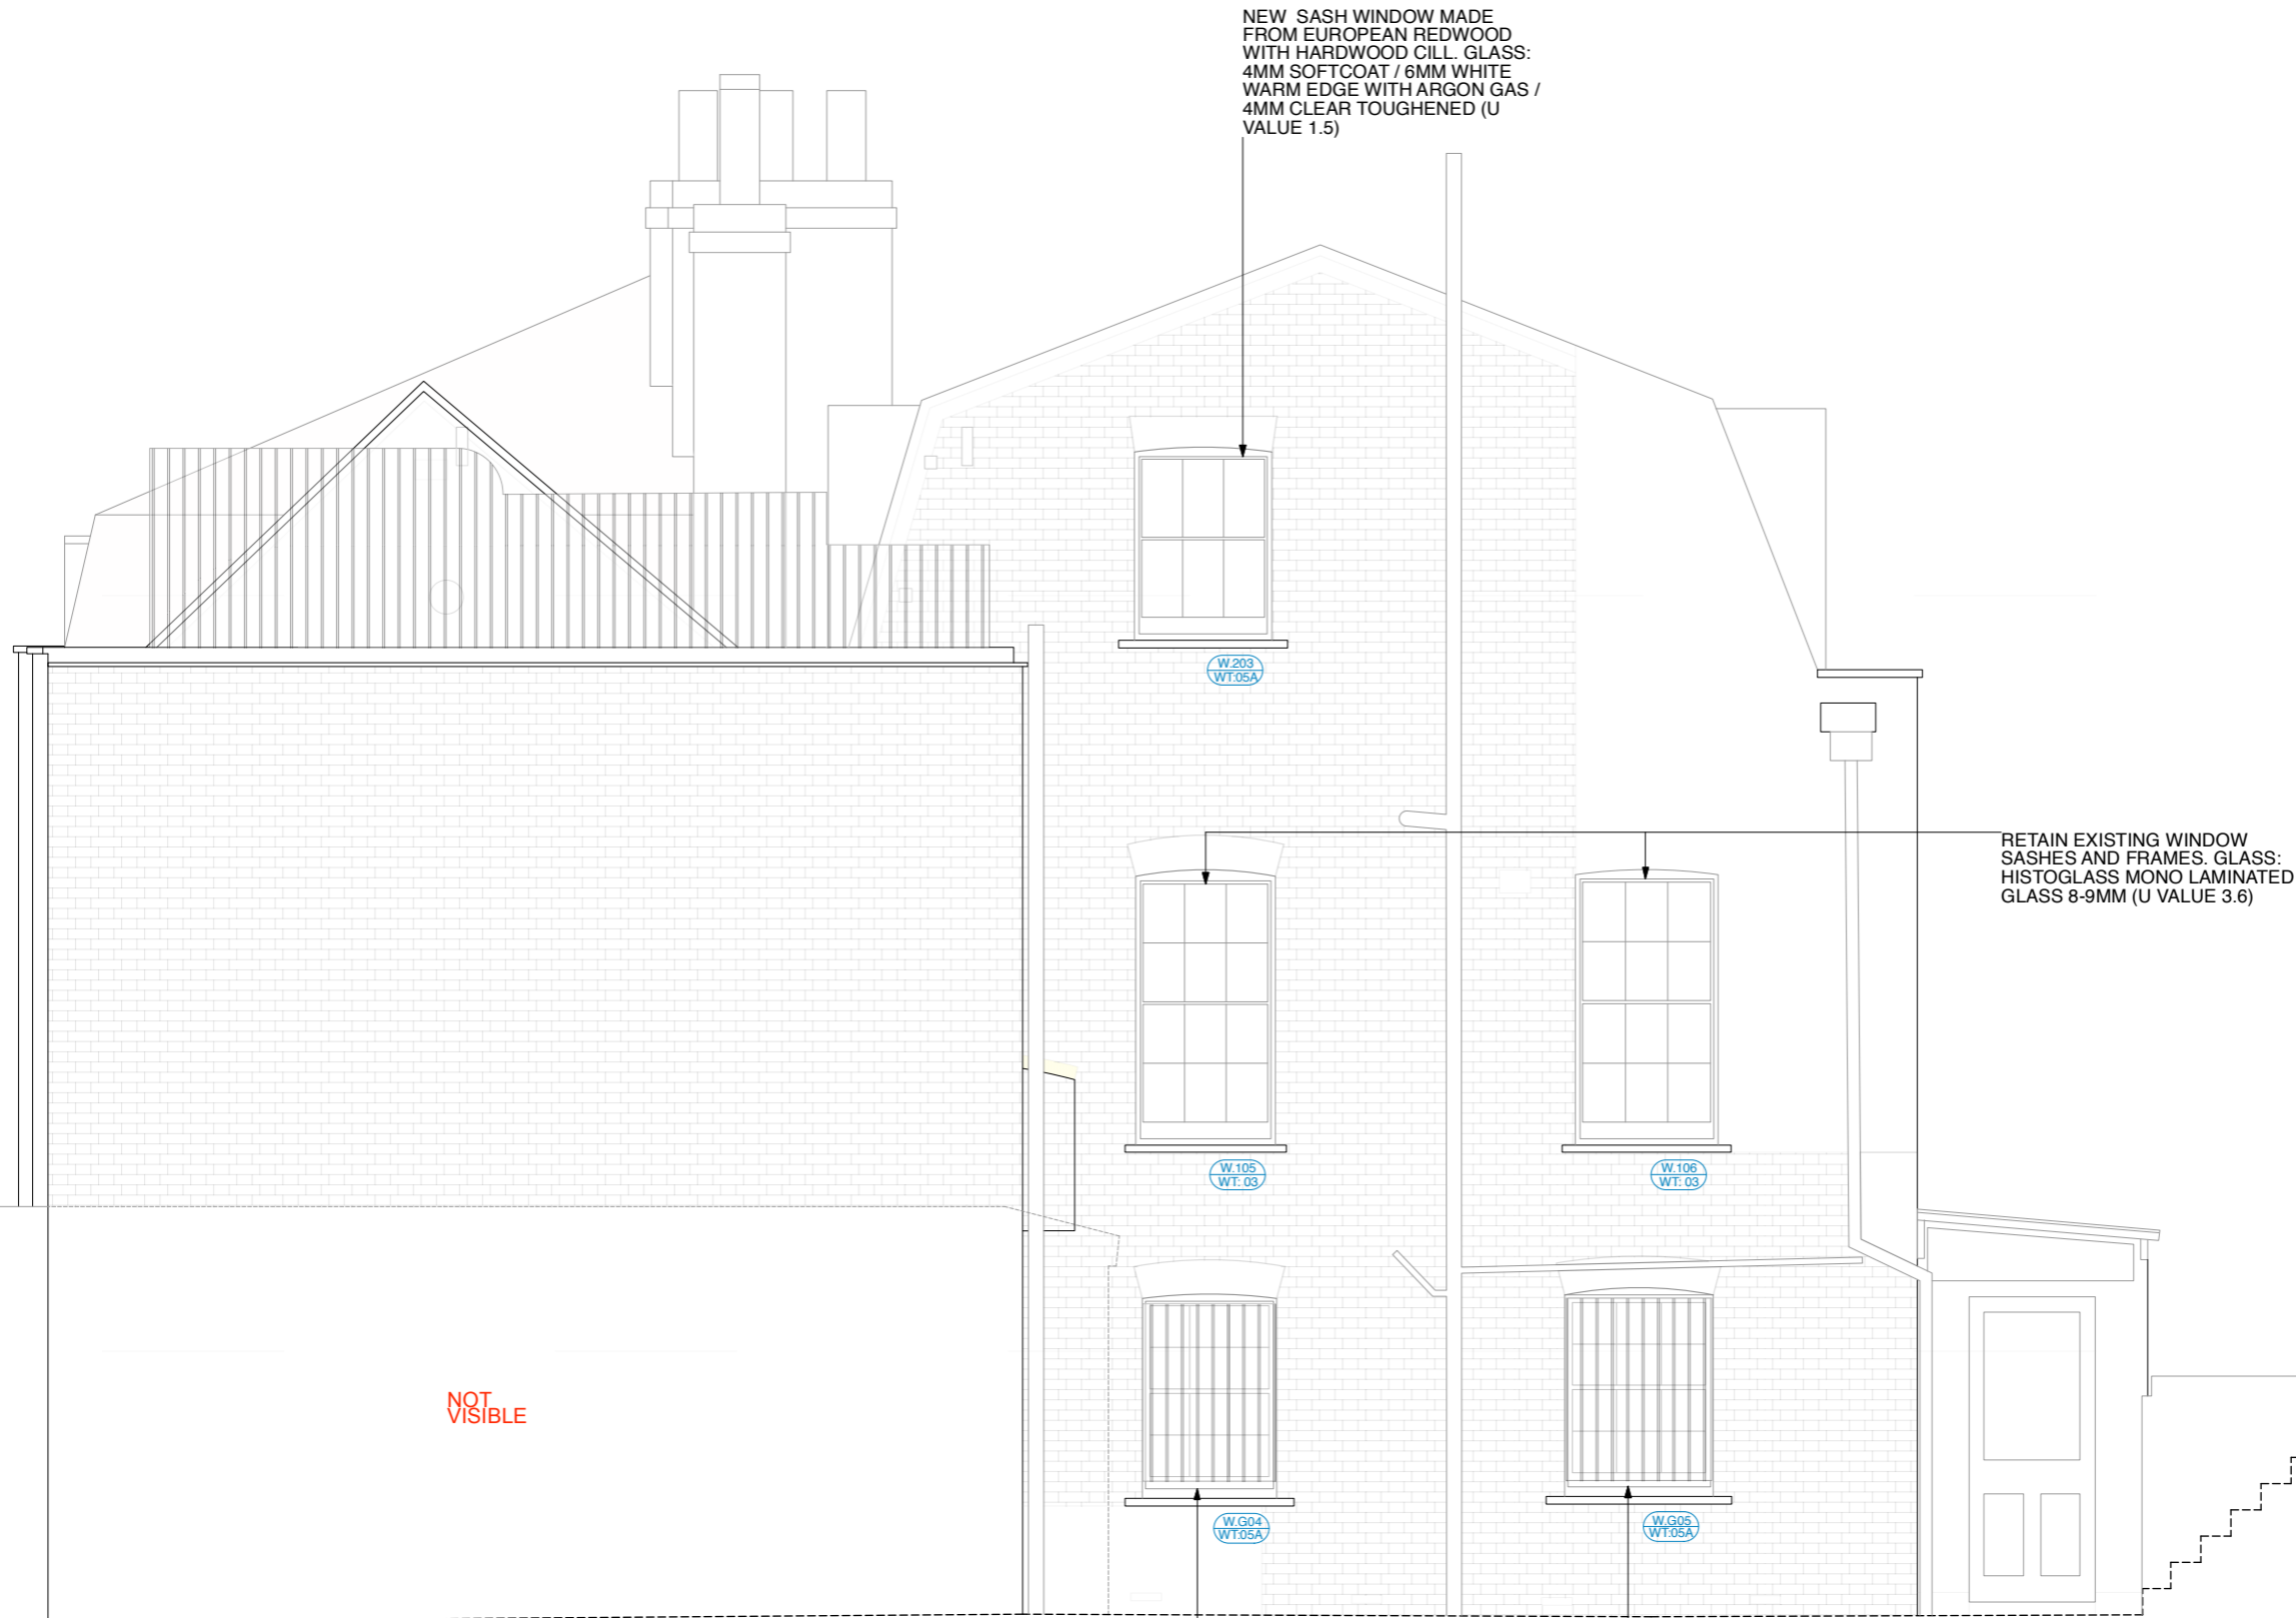 NEW  SASH WINDOW MADE
FROM EUROPEAN REDWOOD
WITH HARDWOOD CILL. GLASS:
4MM SOFTCOAT / 6MM WHITE
WARM EDGE WITH ARGON GAS /
4MM CLEAR TOUGHENED (U
VALUE 1.5)
W.203
WT:05A
RETAIN EXISTING WINDOW
SASHES AND FRAMES. GLASS:
HISTOGLASS MONO LAMINATED
GLASS 8-9MM (U VALUE 3.6)
W.105
WT: 03
W.106
WT: 03
NOT
VISIBLE
W.G04
WT:05A
W.G05
WT:05A